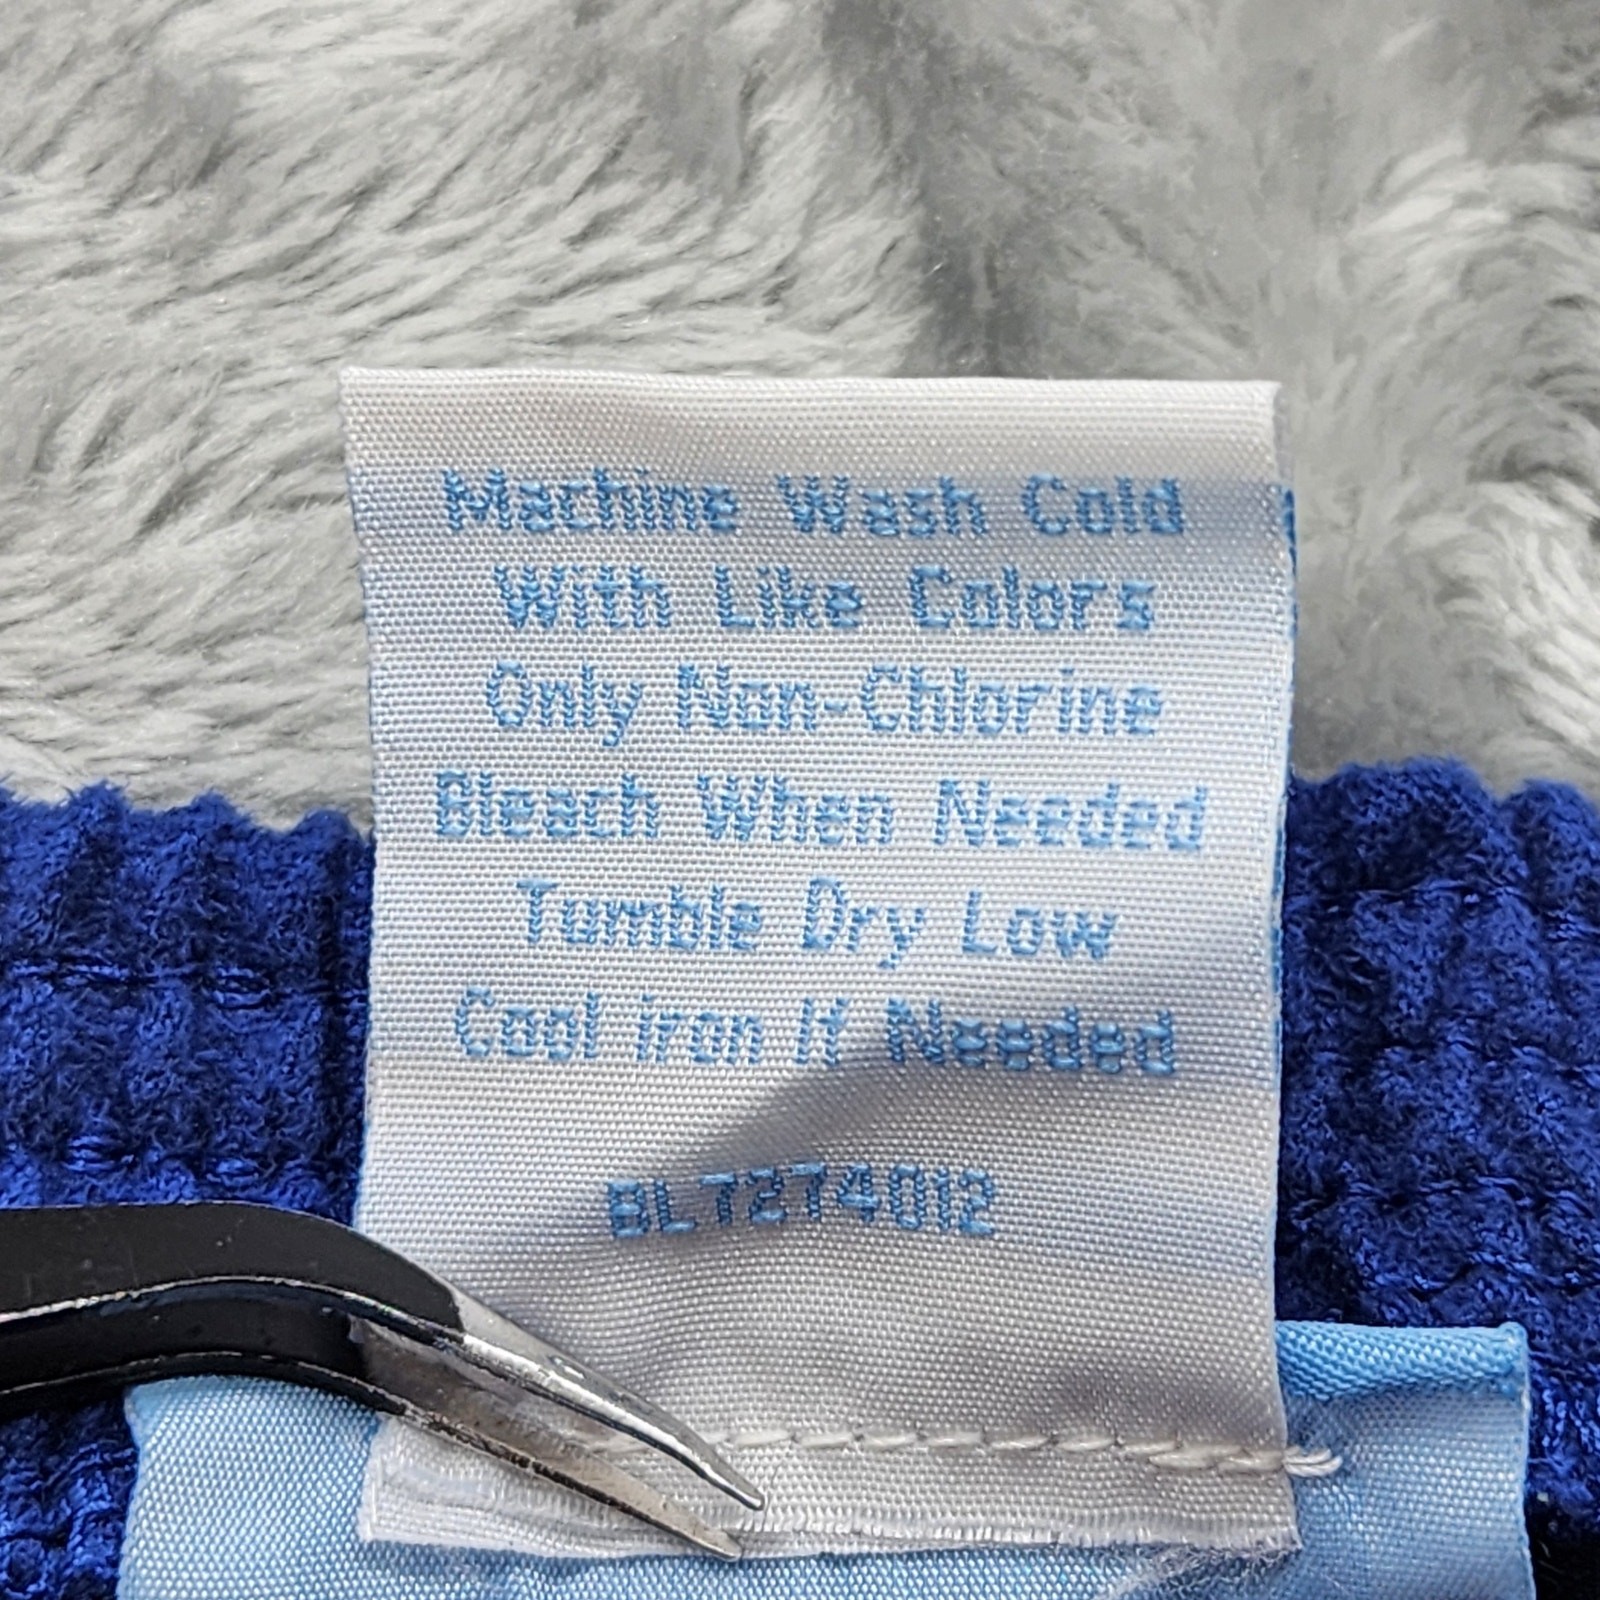 Machine Wash Cold
With Like Colors
Only Non-Chlorine
Bleach When Needed
Tumble Dry Low
Cool iron If Needed
BL7274012